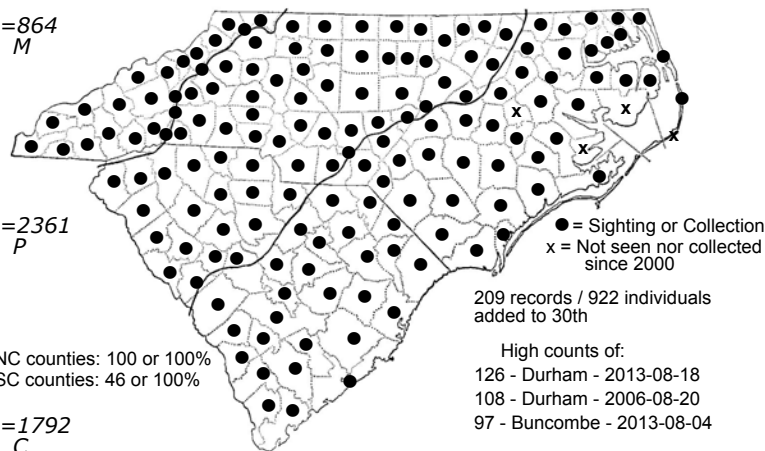 =864
M
x
x
x
x
=2361
P
● = Sighting or Collection
x = Not seen nor collected
since 2000
209 records / 922 individuals
added to 30th
NC counties: 100 or 100%
SC counties: 46 or 100%
High counts of:
126 - Durham - 2013-08-18
108 - Durham - 2006-08-20
97 - Buncombe - 2013-08-04
=1792
C